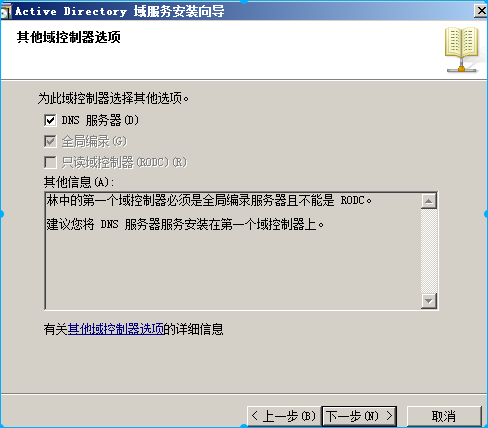 Active Directory 域服务安装向导
其他域控制器选项
为此域控制器选择其他选项。
DNS 服务器(D)
全局编录(G)
只读域控制器(RODC)(R)
其他信息(A):
林中的第一个域控制器必须是全局编录服务器且不能是 RODC。
建议您将 DNS 服务器服务安装在第一个域控制器上。
有关其他域控制器选项的详细信息
< 上一步(B) 下一步(N) > 取消